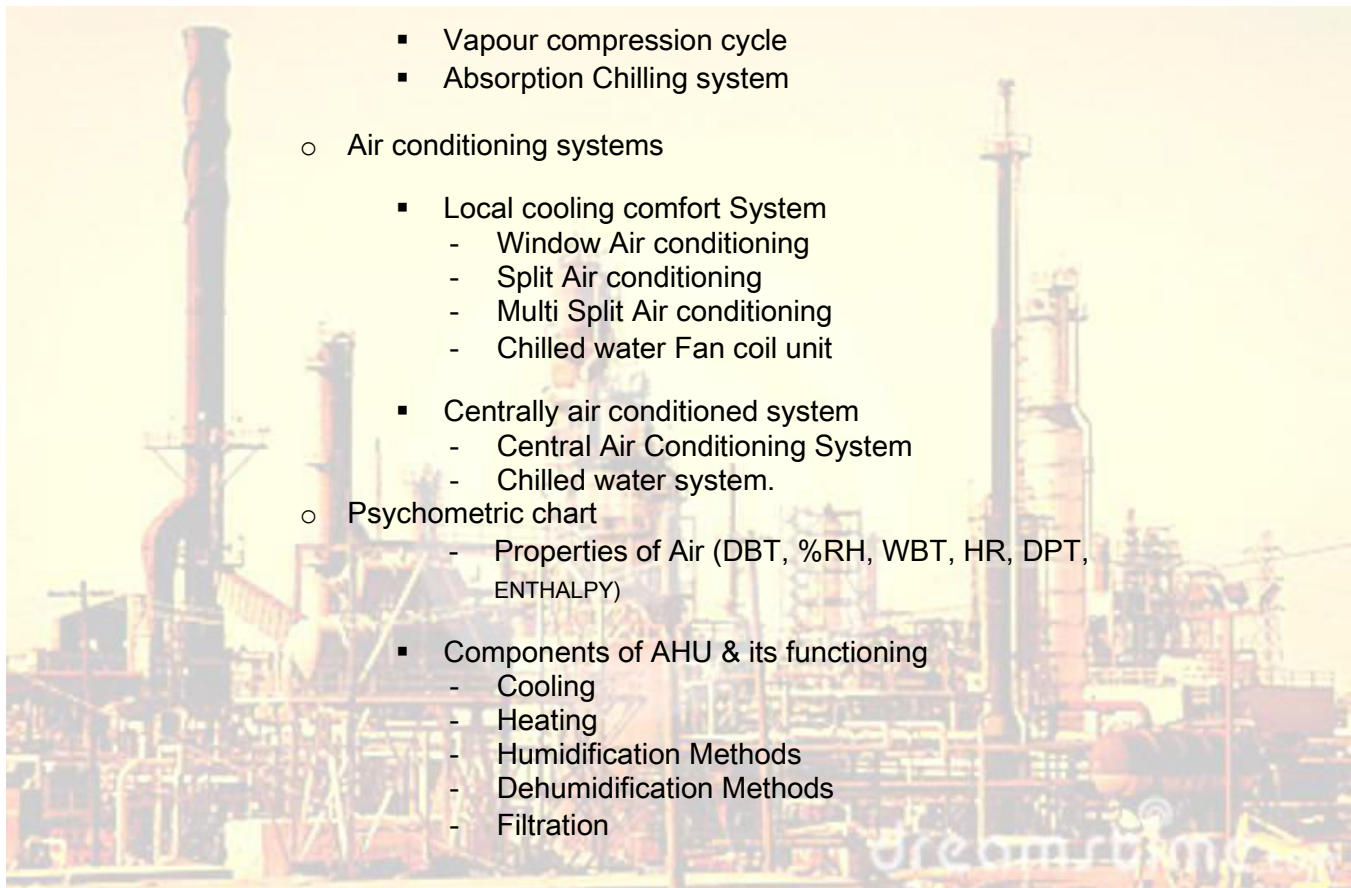 ▪ Vapour compression cycle
▪ Absorption Chilling system
o Air conditioning systems
▪ Local cooling comfort System
- Window Air conditioning
- Split Air conditioning
- Multi Split Air conditioning
- Chilled water Fan coil unit
▪ Centrally air conditioned system
- Central Air Conditioning System
- Chilled water system.
o Psychometric chart
- Properties of Air (DBT, %RH, WBT, HR, DPT,
ENTHALPY)
▪ Components of AHU & its functioning
- Cooling
- Heating
- Humidification Methods
- Dehumidification Methods
- Filtration